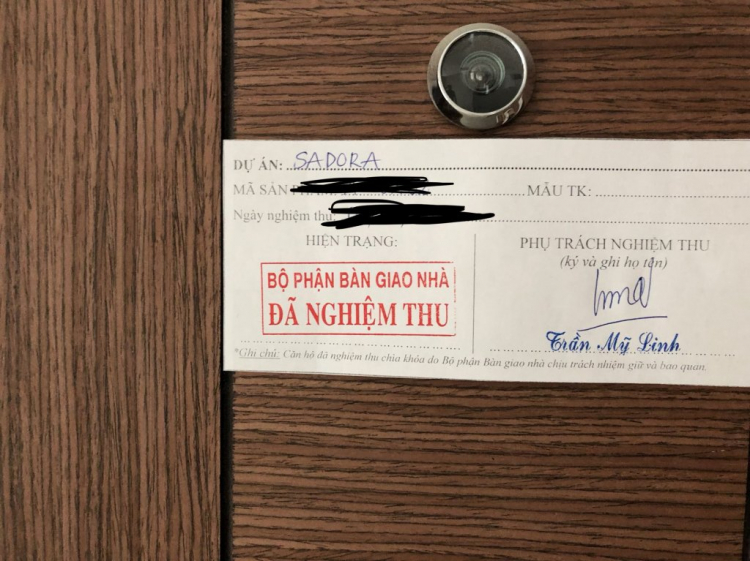 DỰ ÁN: SADORA
MÃ SẢN
MẪU TK:
Ngày nghiệm thu:
HIỆN TRẠNG:
BỘ PHẬN BÀN GIAO NHÀ
ĐÃ NGHIỆM THU
PHỤ TRÁCH NGHIỆM THU
(ký và ghi họ tên)
Trần Mỹ Linh
*Ghi chú: Căn hộ đã nghiệm thu chìa khóa do Bộ phận Bàn giao nhà chịu trách nhiệm giữ và bảo quản.